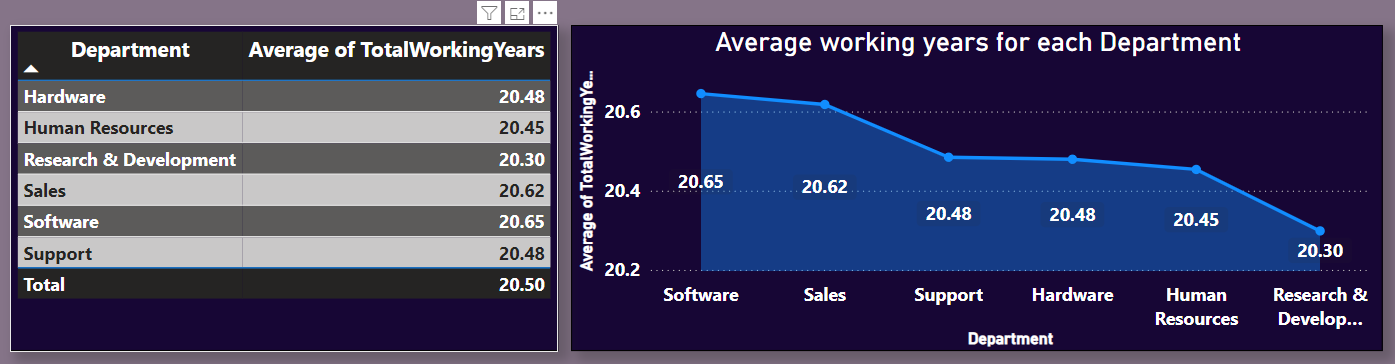 Department Average of TotalWorkingYears
Hardware 20.48
Human Resources 20.45
Research & Development 20.30
Sales 20.62
Software 20.65
Support 20.48
Total 20.50
Average working years for each Department
Average of TotalWorkingYe...
20.6
20.4
20.2
20.65 20.62 20.48 20.48 20.45 20.30
Software Sales Support Hardware Human Research &
Resources Develop...
Department